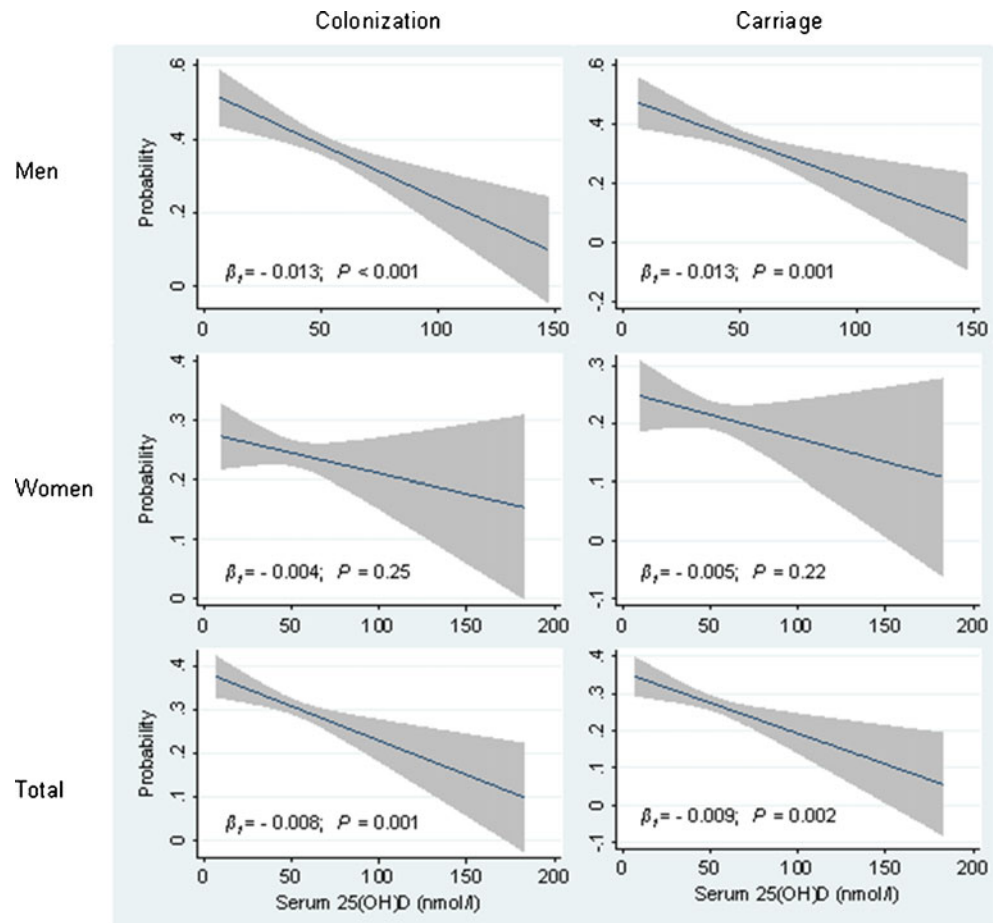 Colonization Carriage
Men
Probability
.6
.4
.2
0
β1= - 0.013; P < 0.001
0 50 100 150
.6
.4
.2
0
-.2
β1= - 0.013; P = 0.001
0 50 100 150
Women
Probability
.4
.3
.2
.1
0
β1= - 0.004; P = 0.25
0 50 100 150 200
.3
.2
.1
0
-.1
β1= - 0.005; P = 0.22
0 50 100 150 200
Total
Probability
.4
.3
.2
.1
0
β1= - 0.008; P = 0.001
0 50 100 150 200
Serum 25(OH)D (nmol/l)
.4
.3
.2
.1
0
-.1
β1= - 0.009; P = 0.002
0 50 100 150 200
Serum 25(OH)D (nmol/l)